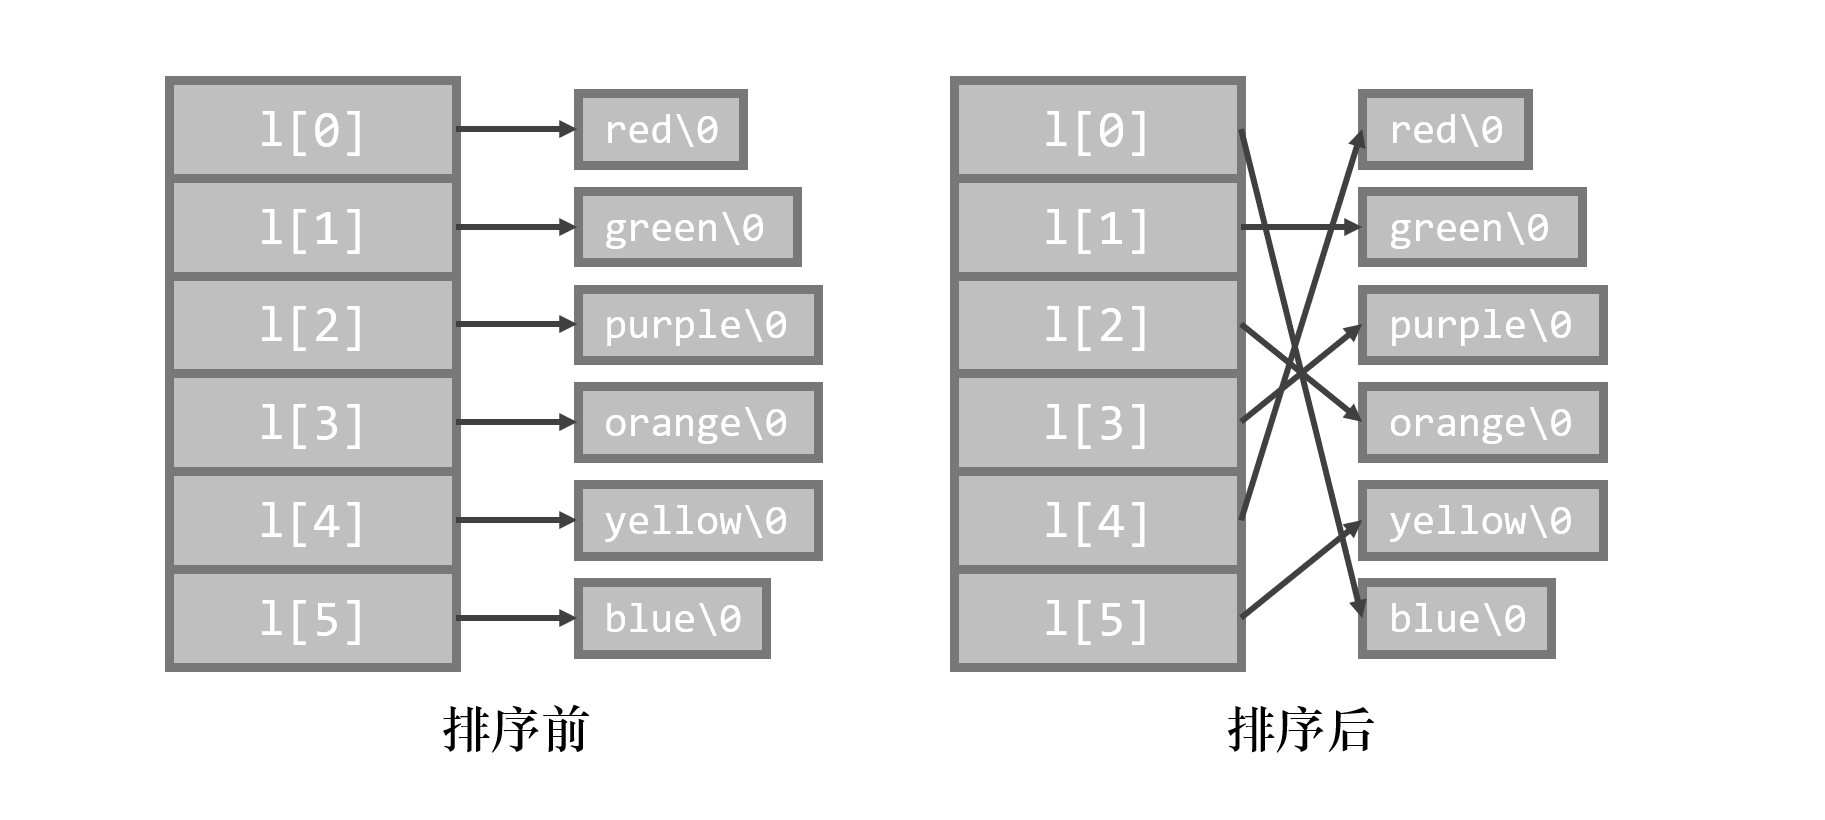 l[0] red\0
l[1] green\0
l[2] purple\0
l[3] orange\0
l[4] yellow\0
l[5] blue\0
排序前
l[0] red\0
l[1] green\0
l[2] purple\0
l[3] orange\0
l[4] yellow\0
l[5] blue\0
排序后